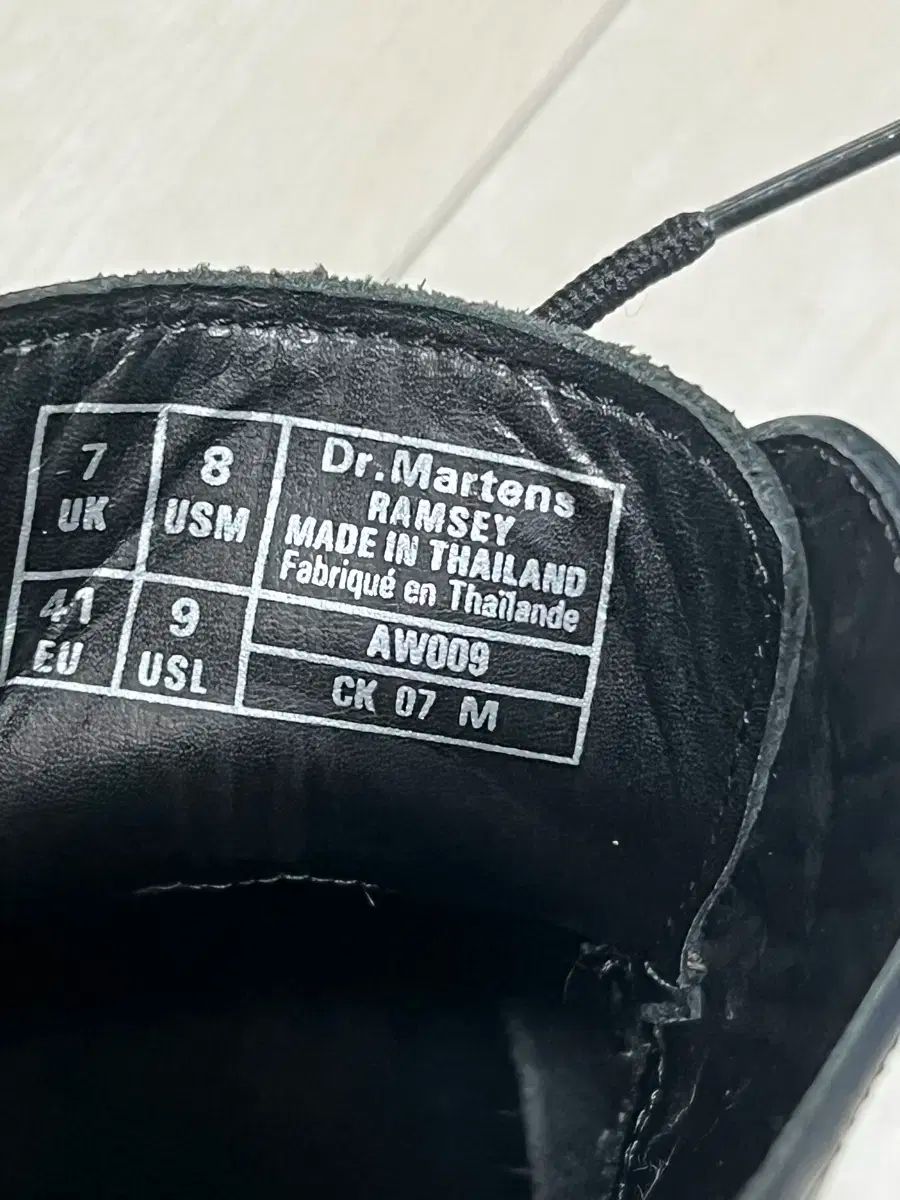 7
UK
8
USM
41
EU
9
USL
Dr.Martens
RAMSEY
MADE IN THAILAND
Fabriqué en Thaïlande
AW009
CK 07 M